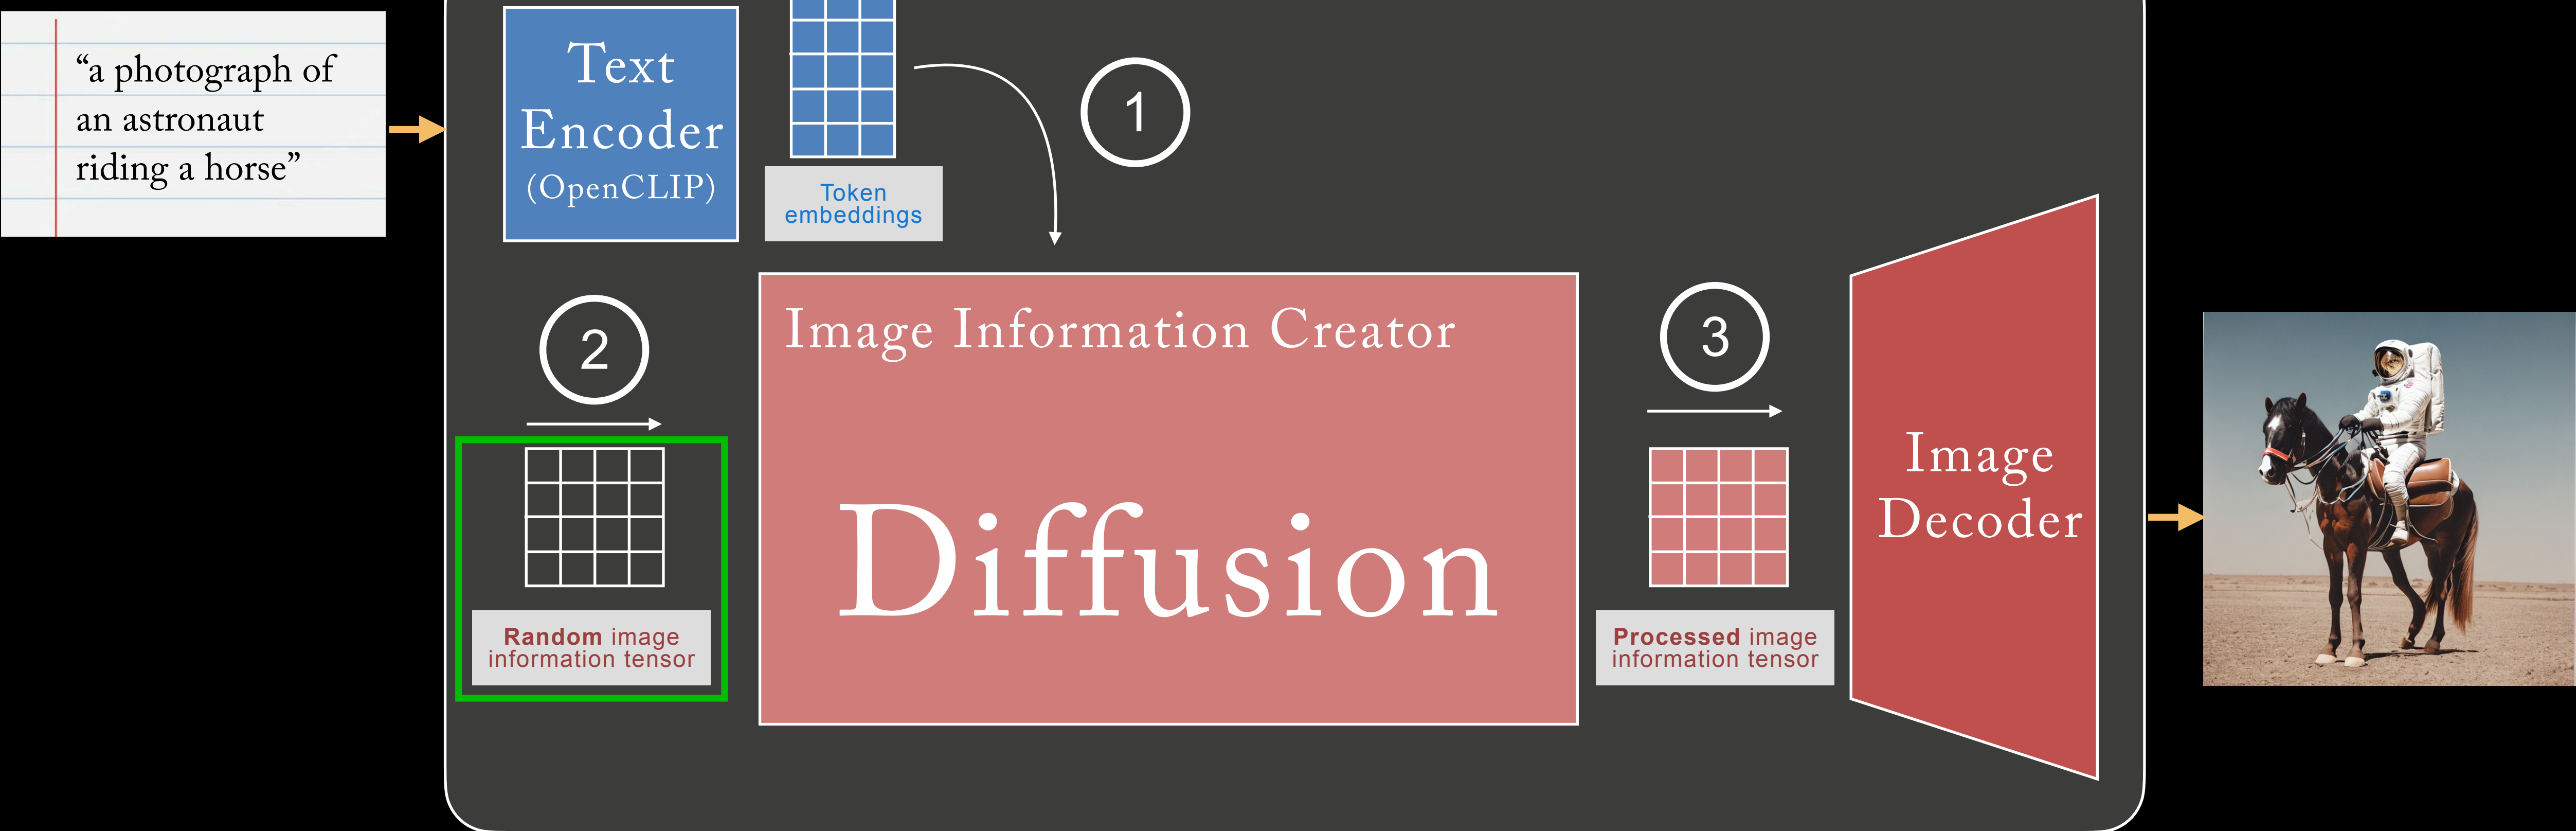 “a photograph of
an astronaut
riding a horse”
Text
Encoder
(OpenCLIP)
Token
embeddings
1
2
Random image
information tensor
Image Information Creator
Diffusion
3
Processed image
information tensor
Image
Decoder